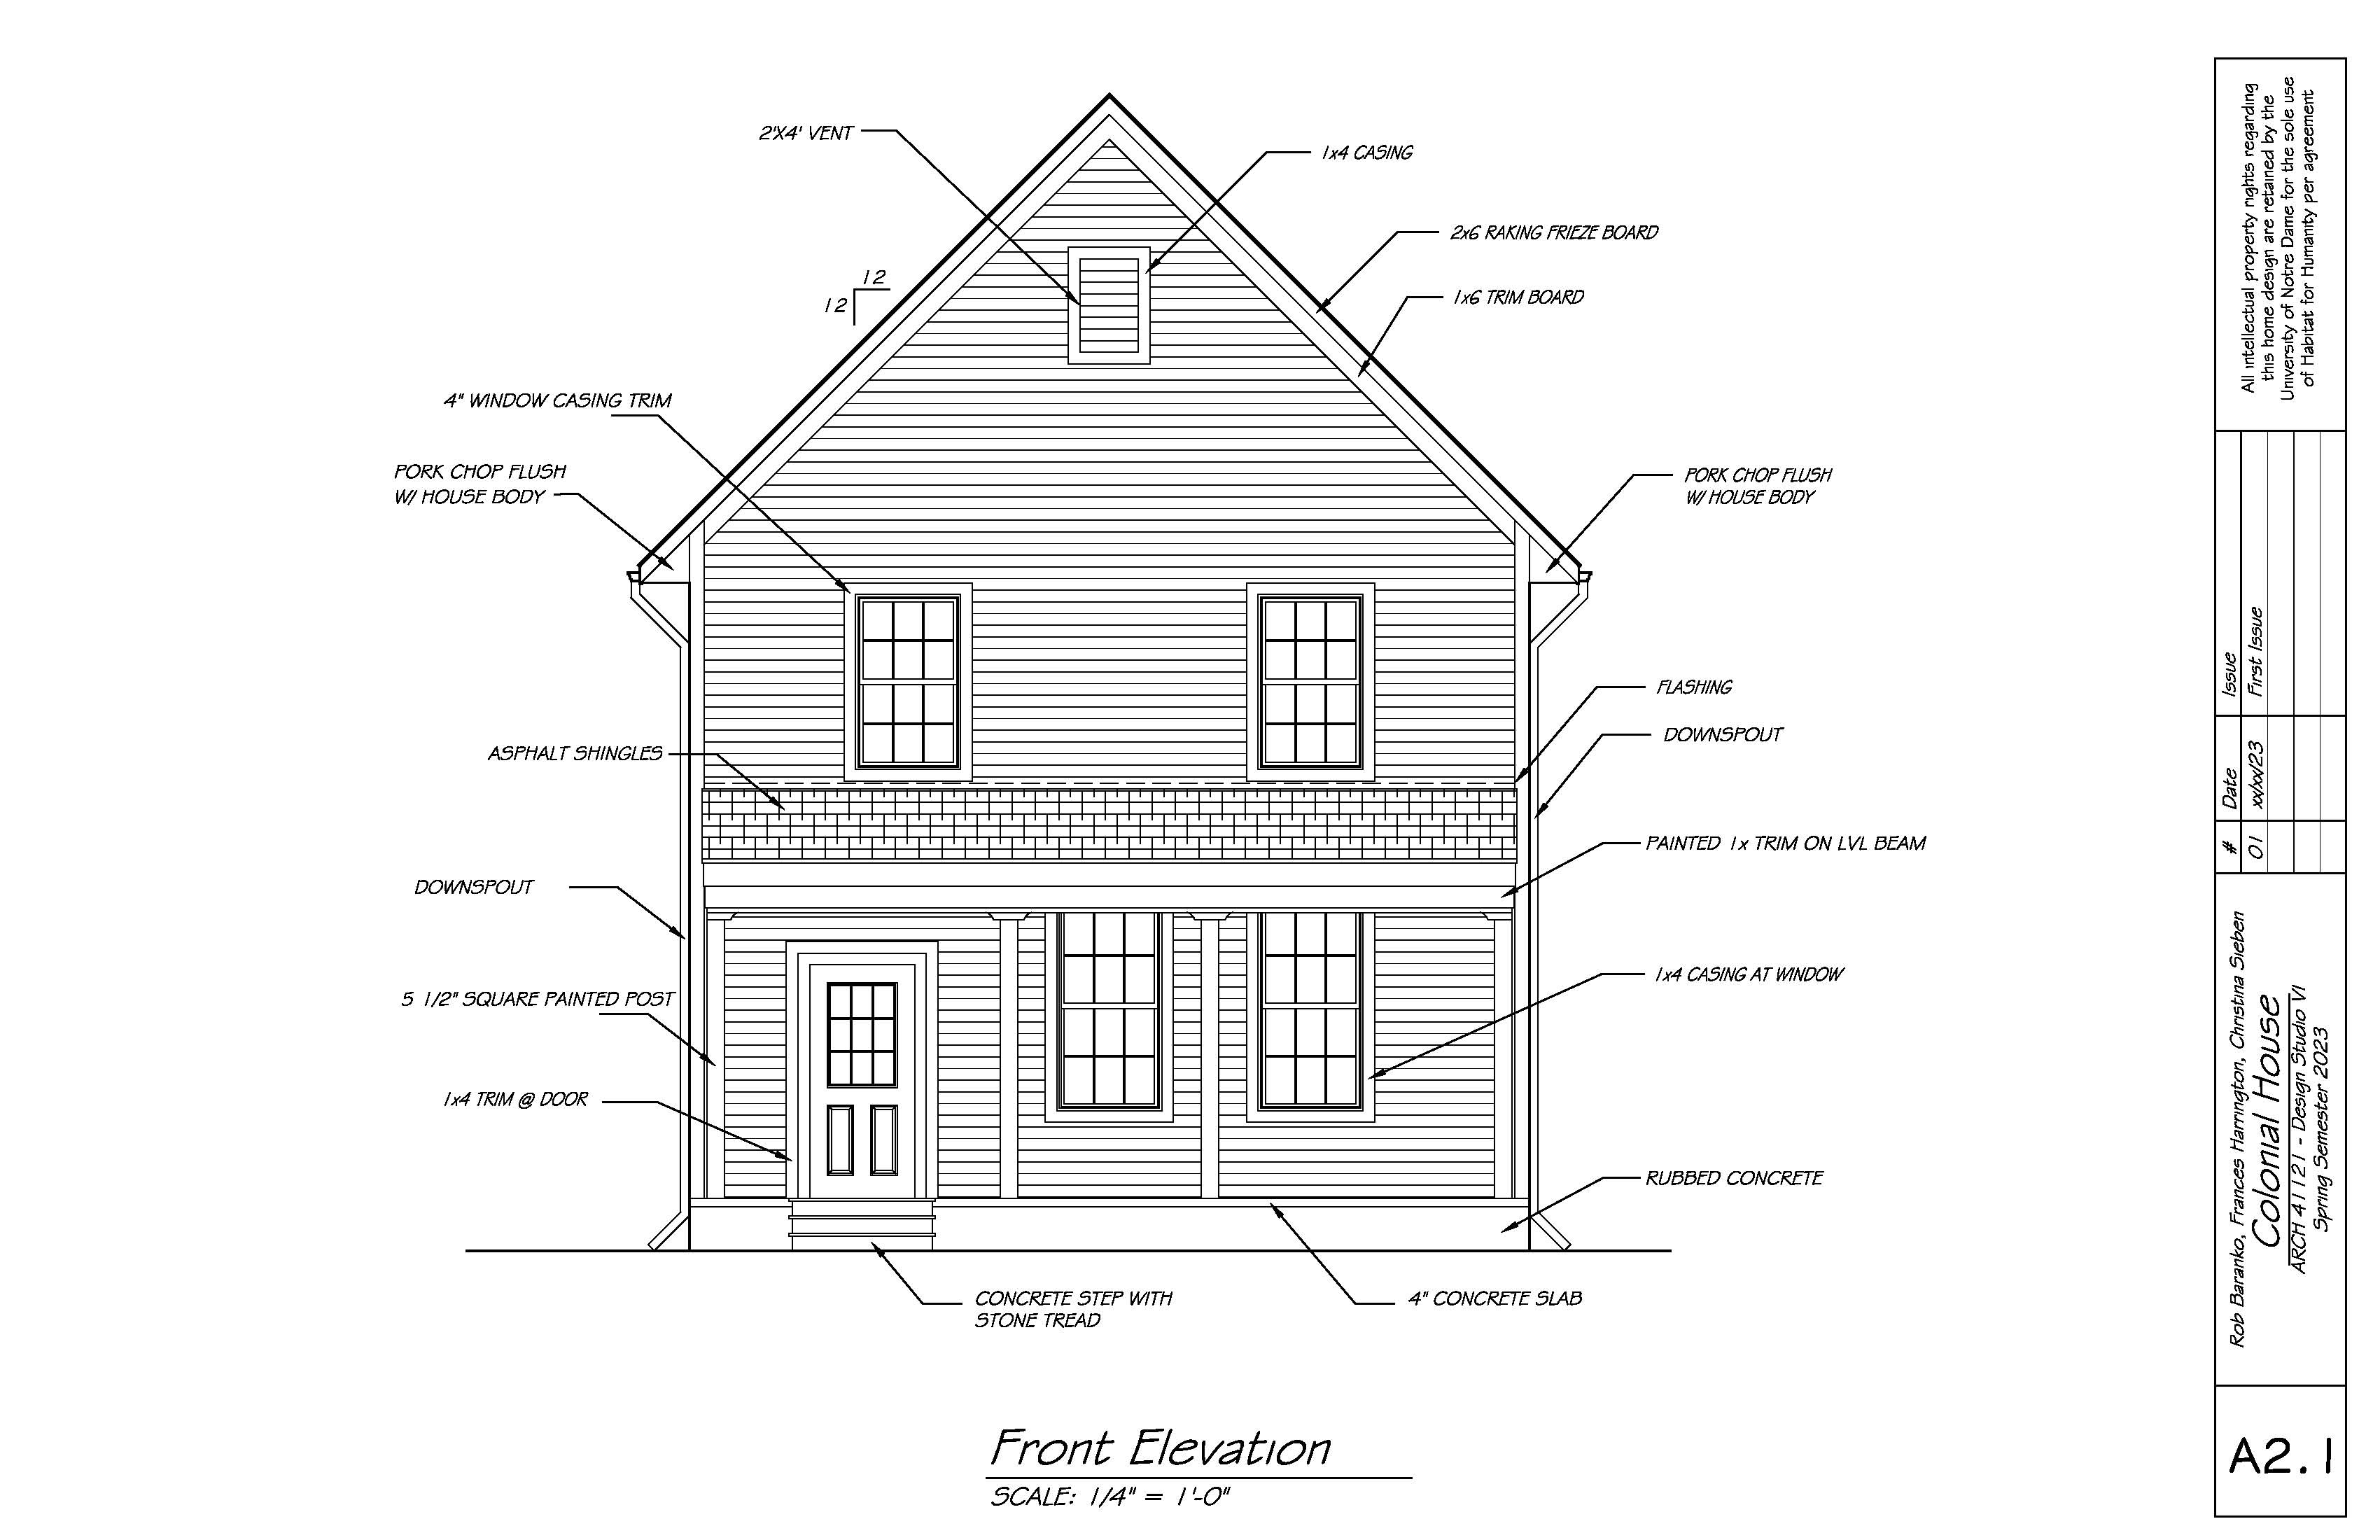 2'X4' VENT
1x4 CASING
2x6 RAKING FRIEZE BOARD
12
12
1x6 TRIM BOARD
4" WINDOW CASING TRIM
PORK CHOP FLUSH
W/ HOUSE BODY
PORK CHOP FLUSH
W/ HOUSE BODY
FLASHING
DOWNSPOUT
ASPHALT SHINGLES
PAINTED 1x TRIM ON LVL BEAM
DOWNSPOUT
1x4 CASING AT WINDOW
5 1/2" SQUARE PAINTED POST
1x4 TRIM @ DOOR
RUBBED CONCRETE
CONCRETE STEP WITH
STONE TREAD
4" CONCRETE SLAB
Front Elevation
SCALE: 1/4" = 1'-0"
All intellectual property rights regarding
this home design are retained by the
University of Notre Dame for the sole use
of Habitat for Humanity per agreement
# Date Issue
01 xx/xx/23 First Issue
Rob Baranko, Frances Harrington, Christina Sieben
Colonial House
ARCH 41121 - Design Studio VI
Spring Semester 2023
A2.1